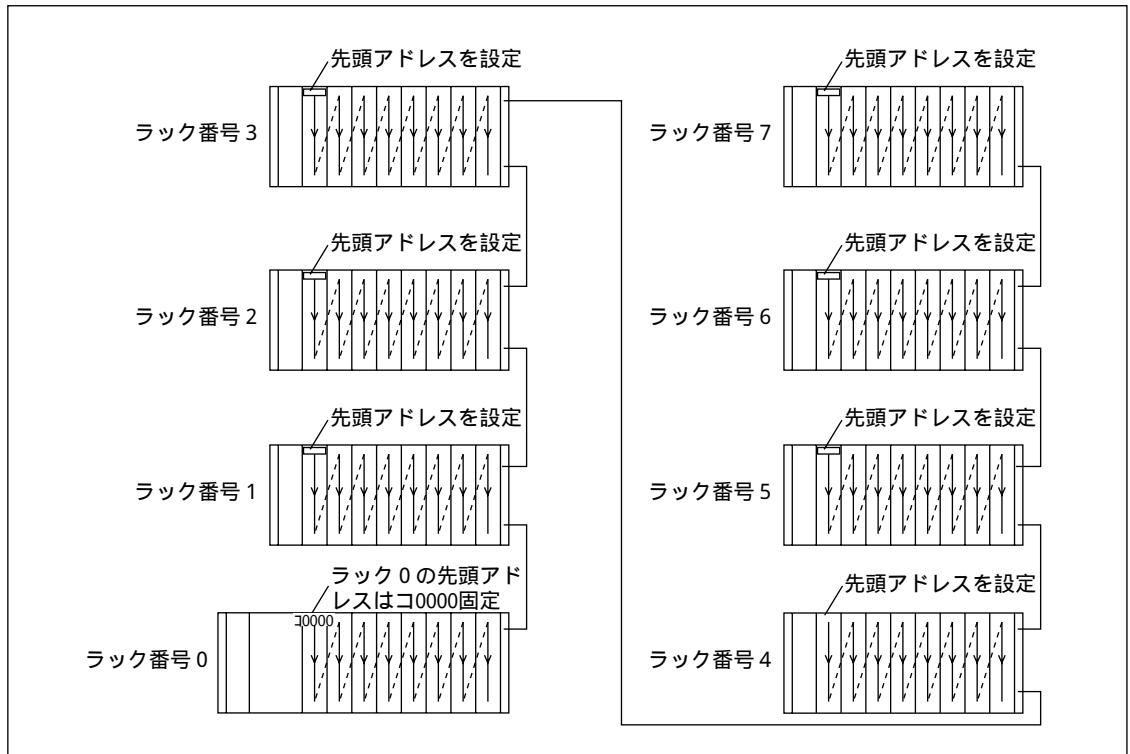 先頭アドレスを設定
ラック番号 3
先頭アドレスを設定
ラック番号 2
先頭アドレスを設定
ラック番号 1
ラック 0 の先頭アド
レスはコ0000固定
コ0000
ラック番号 0
先頭アドレスを設定
ラック番号 7
先頭アドレスを設定
ラック番号 6
先頭アドレスを設定
ラック番号 5
先頭アドレスを設定
ラック番号 4